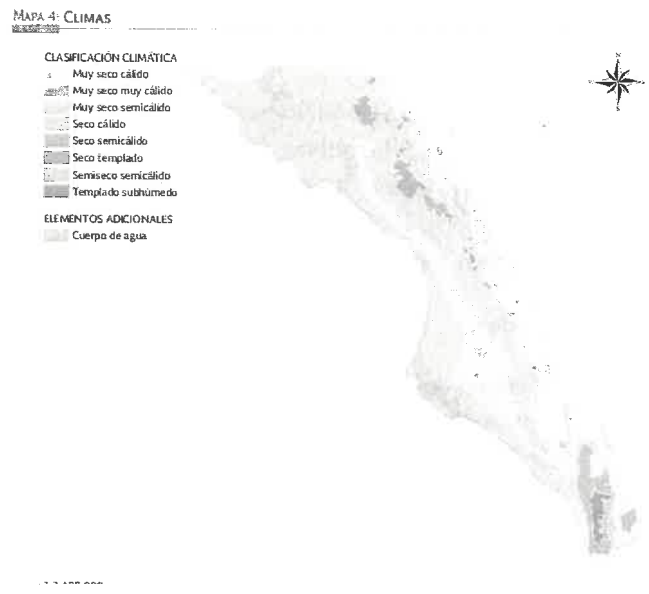 MAPA 4: CLIMAS
CLASIFICACIÓN CLIMÁTICA
Muy seco cálido
Muy seco muy cálido
Muy seco semicálido
Seco cálido
Seco semicálido
Seco templado
Semiseco semicálido
Templado subhúmedo
ELEMENTOS ADICIONALES
Cuerpo de agua